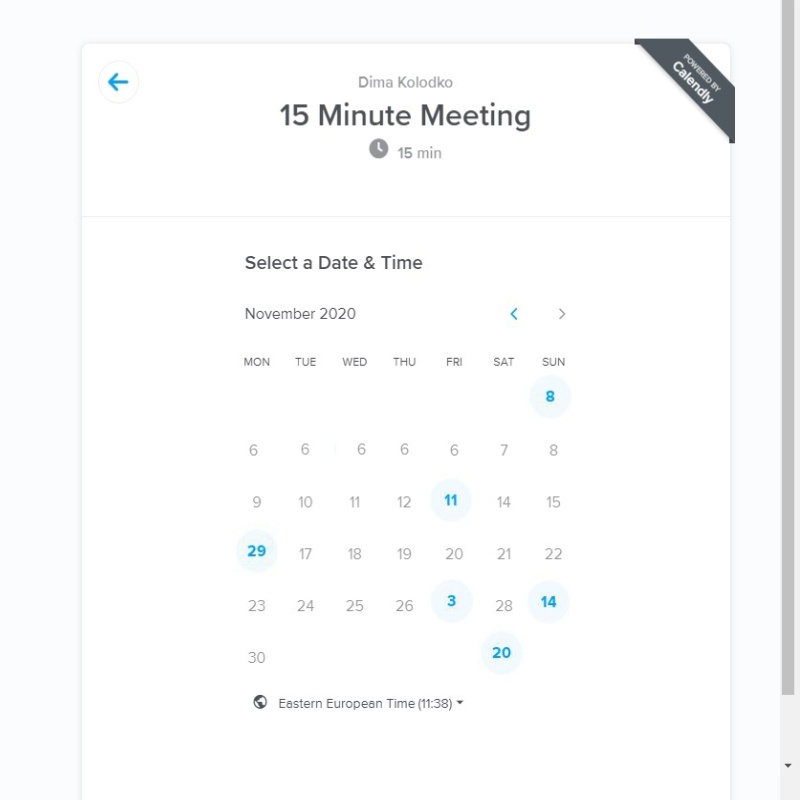 POWERED BY
Calendly
Dima Kolodko
15 Minute Meeting
15 min
Select a Date & Time
November 2020
MON TUE WED THU FRI SAT SUN
8
6 6 6 6 6 7 8
9 10 11 12 11 14 15
29 17 18 19 20 21 22
23 24 25 26 3 28 14
30 20
Eastern European Time (11:38)